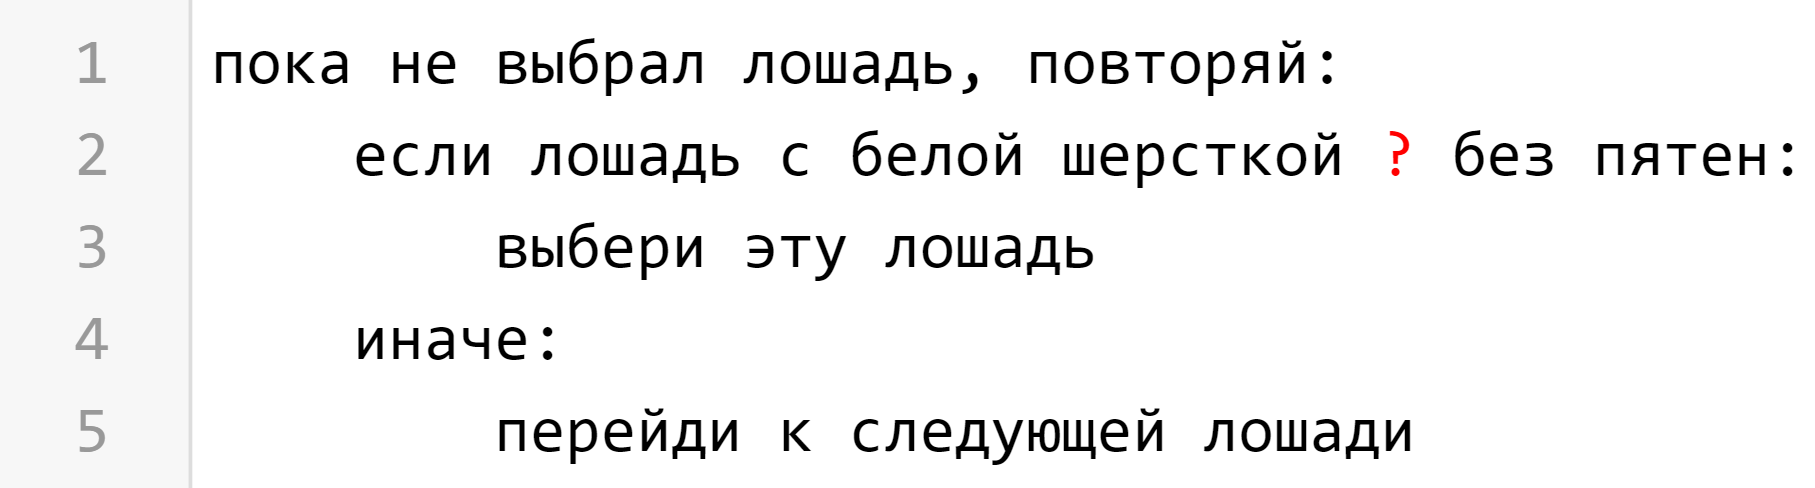 1 пока не выбрал лошадь, повторяй:
2 если лошадь с белой шерсткой ? без пятен:
3 выбери эту лошадь
4 иначе:
5 перейди к следующей лошади